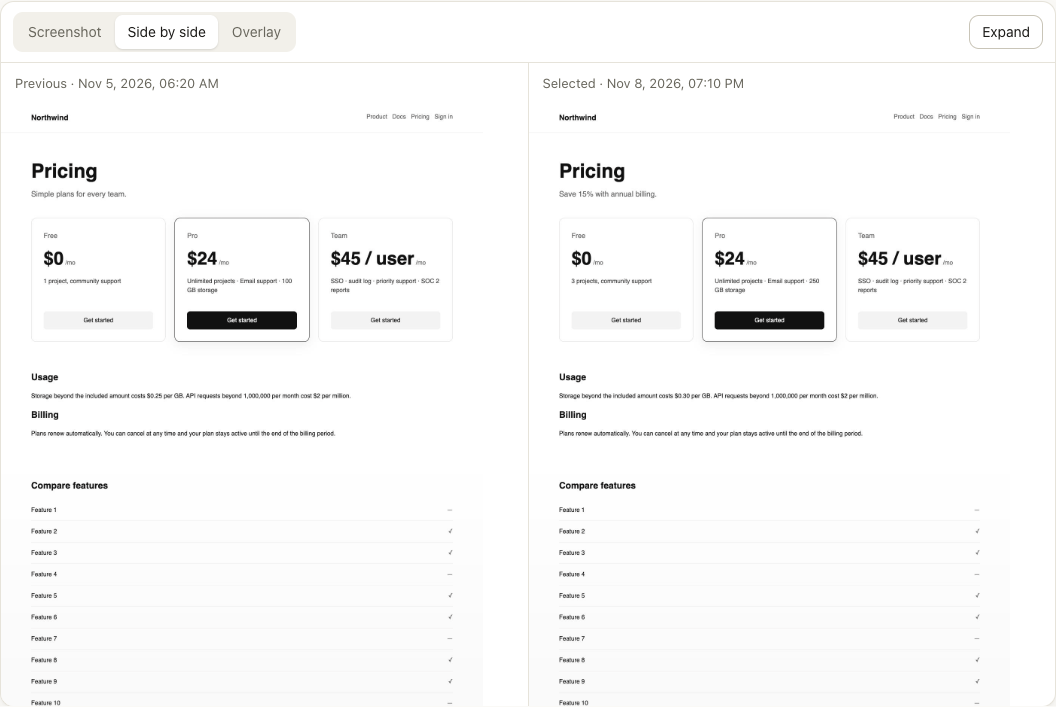 Screenshot Side by side Overlay Expand
Previous · Nov 5, 2026, 06:20 AM
Northwind Product Docs Pricing Sign in
Pricing
Simple plans for every team.
Free
$0 /mo
1 project, community support
Get started
Pro
$24 /mo
Unlimited projects · Email support · 100
GB storage
Get started
Team
$45 / user /mo
SSO · audit log · priority support · SOC 2
reports
Get started
Usage
Storage beyond the included amount costs $0.25 per GB. API requests beyond 1,000,000 per month cost $2 per million.
Billing
Plans renew automatically. You can cancel at any time and your plan stays active until the end of the billing period.
Compare features
Feature 1 —
Feature 2 ✓
Feature 3 ✓
Feature 4 —
Feature 5 ✓
Feature 6 ✓
Feature 7 —
Feature 8 ✓
Feature 9 ✓
Feature 10 —
Selected · Nov 8, 2026, 07:10 PM
Northwind Product Docs Pricing Sign in
Pricing
Save 15% with annual billing.
Free
$0 /mo
3 projects, community support
Get started
Pro
$24 /mo
Unlimited projects · Email support · 250
GB storage
Get started
Team
$45 / user /mo
SSO · audit log · priority support · SOC 2
reports
Get started
Usage
Storage beyond the included amount costs $0.30 per GB. API requests beyond 1,000,000 per month cost $2 per million.
Billing
Plans renew automatically. You can cancel at any time and your plan stays active until the end of the billing period.
Compare features
Feature 1 —
Feature 2 ✓
Feature 3 ✓
Feature 4 —
Feature 5 ✓
Feature 6 ✓
Feature 7 —
Feature 8 ✓
Feature 9 ✓
Feature 10 —